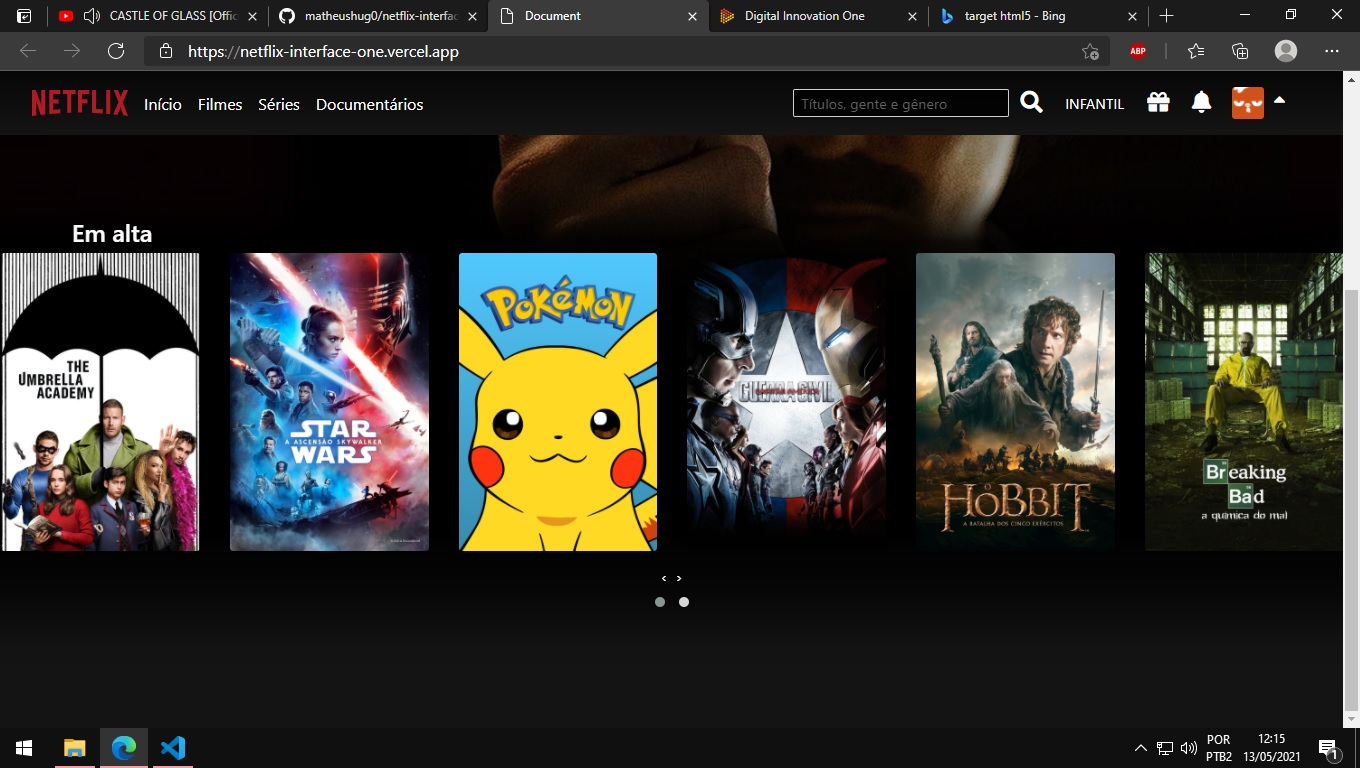 CASTLE OF GLASS [Offic
matheushug0/netflix-interfac
Document
Digital Innovation One
target html5 - Bing
https://netflix-interface-one.vercel.app
ABP
NETFLIX
Início
Filmes
Séries
Documentários
Títulos, gente e gênero
INFANTIL
Em alta
THE
UMBRELLA
ACADEMY
STAR
A ASCENSÃO SKYWALKER
WARS
POKÉMON
GUERRA CIVIL
O
HOBBIT
A BATALHA DOS CINCO EXÉRCITOS
Breaking
Bad
a química do mal
‹ ›
POR
PTB2
12:15
13/05/2021
1